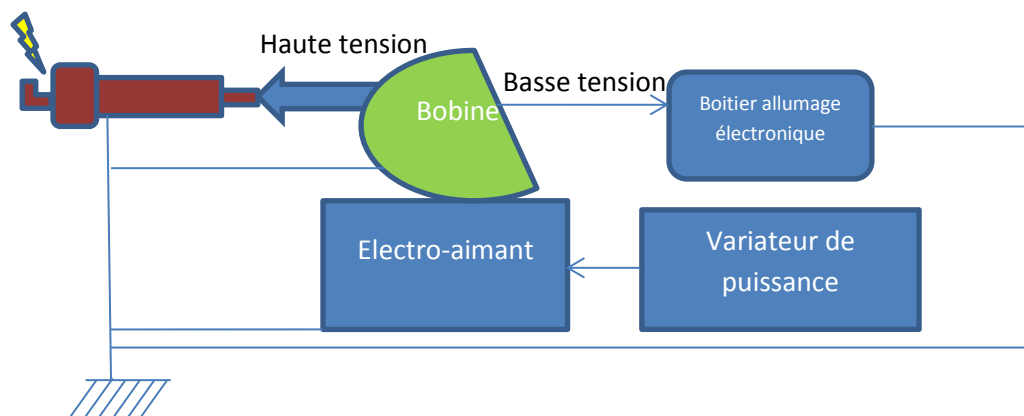 Haute tension
Basse tension
Bobine
Boitier allumage
électronique
Electro-aimant
Variateur de
puissance